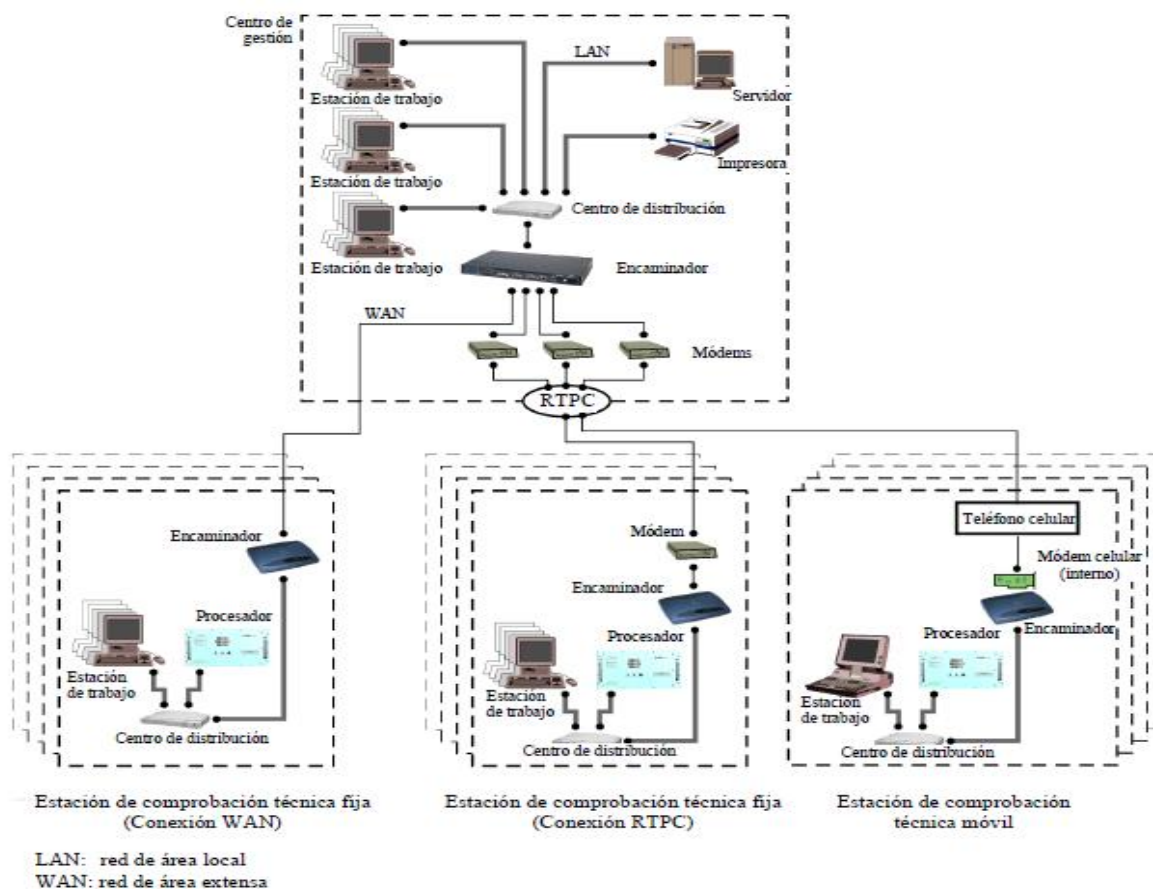 Centro de
gestión
LAN
Estación de trabajo
Servidor
Estación de trabajo
Impresora
Centro de distribución
Estación de trabajo
Encaminador
WAN
Módems
RTPC
Encaminador
Procesador
Estación
de trabajo
Centro de distribución
Módem
Encaminador
Procesador
Estación
de trabajo
Centro de distribución
Teléfono celular
Módem celular
(interno)
Encaminador
Procesador
Estación
de trabajo
Centro de distribución
Estación de comprobación técnica fija
(Conexión WAN)
Estación de comprobación técnica fija
(Conexión RTPC)
Estación de comprobación
técnica móvil
LAN: red de área local
WAN: red de área extensa